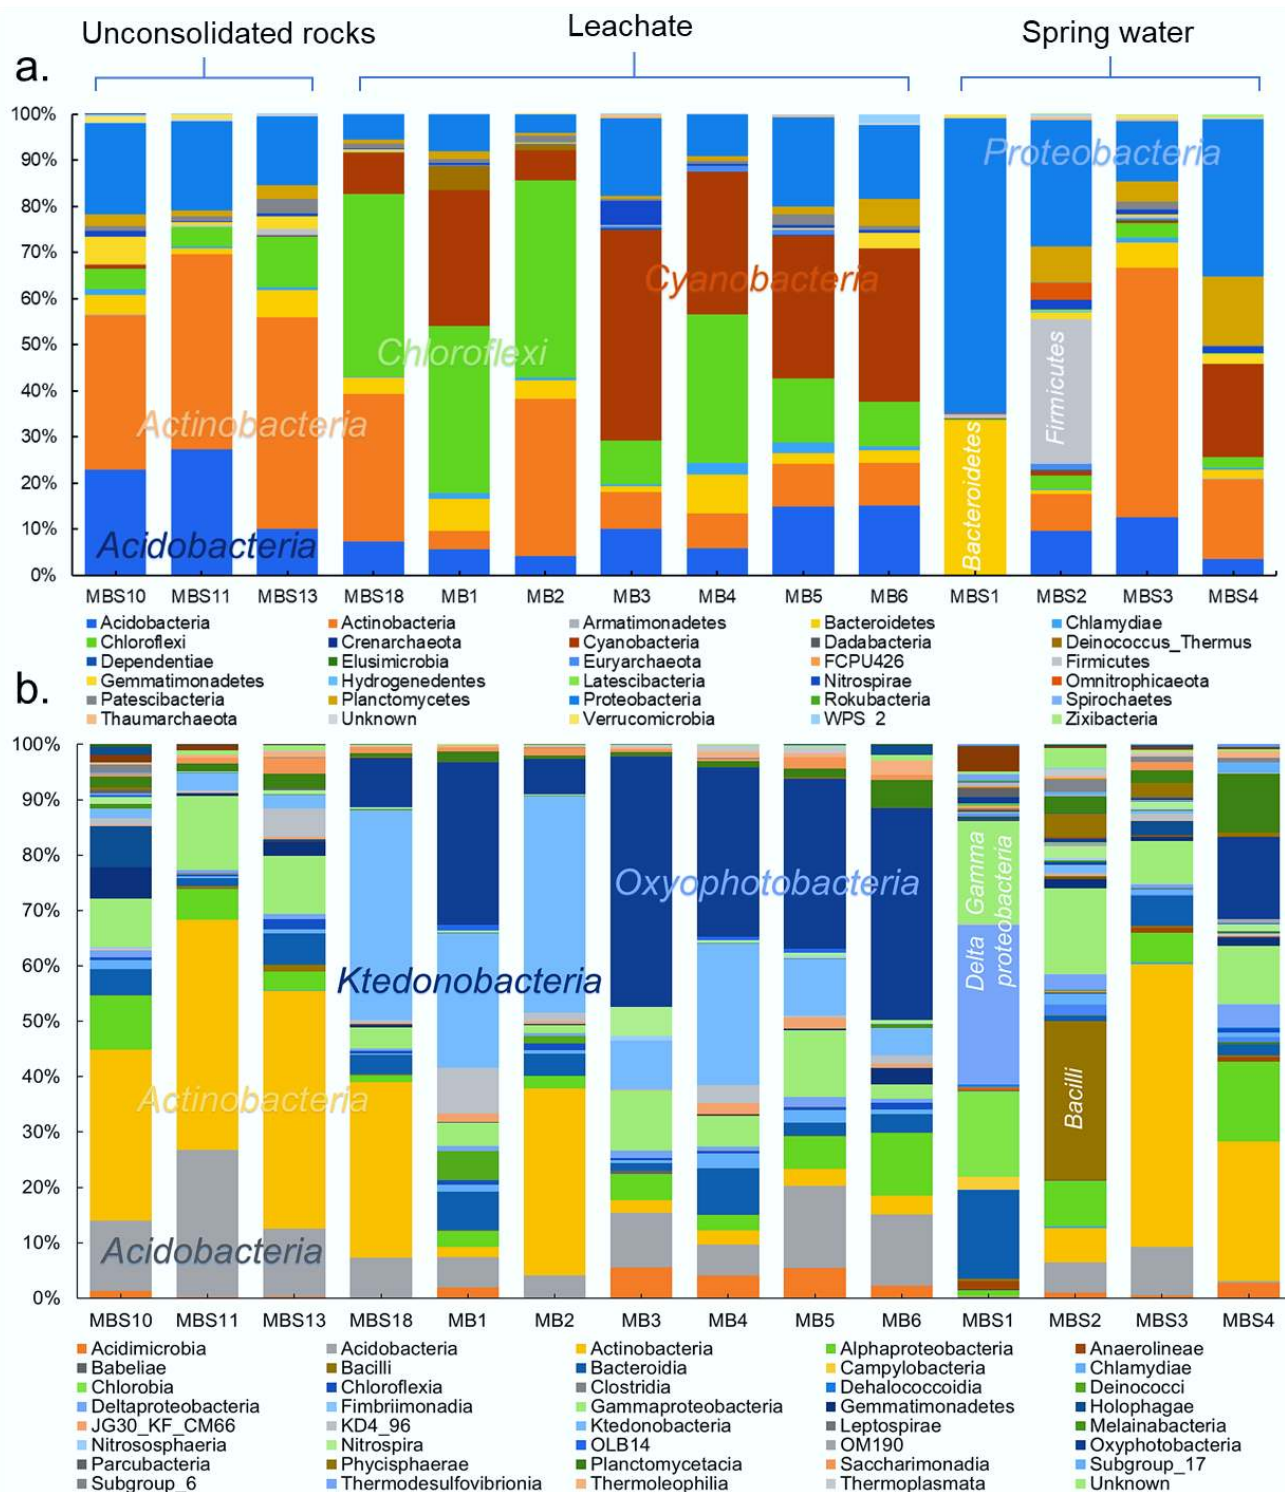 Unconsolidated rocks Leachate Spring water
a.
100%
90%
80%
70%
60%
50%
40%
30%
20%
10%
0%
Proteobacteria
Cyanobacteria
Chloroflexi
Actinobacteria
Acidobacteria
Bacteroidetes
Firmicutes
MBS10 MBS11 MBS13 MBS18 MB1 MB2 MB3 MB4 MB5 MB6 MBS1 MBS2 MBS3 MBS4
Acidobacteria Actinobacteria Armatimonadetes Bacteroidetes Chlamydiae
Chloroflexi Crenarchaeota Cyanobacteria Dadabacteria Deinococcus_Thermus
Dependentiae Elusimicrobia Euryarchaeota FCPU426 Firmicutes
Gemmatimonadetes Hydrogenedentes Latescibacteria Nitrospirae Omnitrophicaeota
Patescibacteria Planctomycetes Proteobacteria Rokubacteria Spirochaetes
Thaumarchaeota Unknown Verrucomicrobia WPS_2 Zixibacteria
b.
100%
90%
80%
70%
60%
50%
40%
30%
20%
10%
0%
Oxyophotobacteria
Ktedonobacteria
Actinobacteria
Acidobacteria
Gamma
Delta
proteobacteria
Bacilli
MBS10 MBS11 MBS13 MBS18 MB1 MB2 MB3 MB4 MB5 MB6 MBS1 MBS2 MBS3 MBS4
Acidimicrobia Acidobacteria Actinobacteria Alphaproteobacteria Anaerolineae
Babeliae Bacilli Bacteroidia Campylobacteria Chlamydiae
Chlorobia Chloroflexia Clostridia Dehalococcoidia Deinococci
Deltaproteobacteria Fimbriimonadia Gammaproteobacteria Gemmatimonadetes Holophagae
JG30_KF_CM66 KD4_96 Ktedonobacteria Leptospirae Melainabacteria
Nitrososphaeria Nitrospira OLB14 OM190 Oxyphotobacteria
Parcubacteria Phycisphaerae Planctomycetacia Saccharimonadia Subgroup_17
Subgroup_6 Thermodesulfovibrionia Thermoleophilia Thermoplasmata Unknown